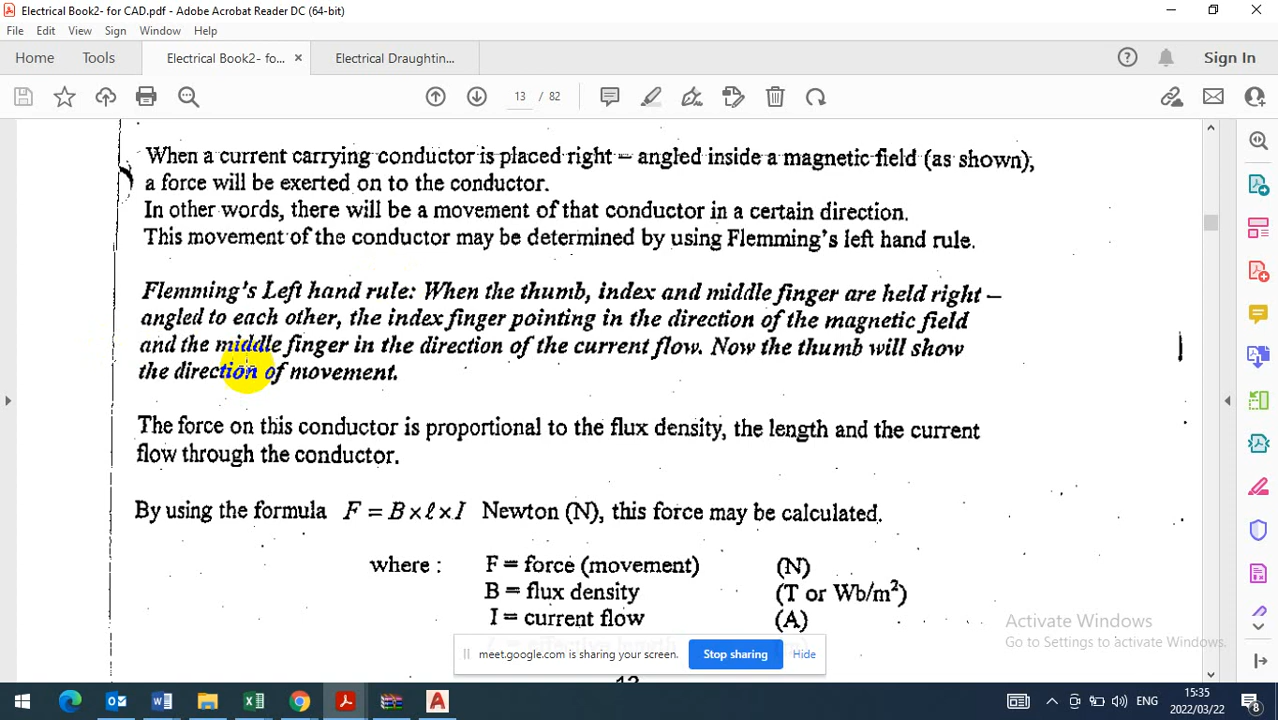 Electrical Book2- for CAD.pdf - Adobe Acrobat Reader DC (64-bit)
File Edit View Sign Window Help
Home Tools Electrical Book2- fo... × Electrical Draughtin... Sign In
13 / 82
When a current carrying conductor is placed right – angled inside a magnetic field (as shown),
a force will be exerted on to the conductor.
In other words, there will be a movement of that conductor in a certain direction.
This movement of the conductor may be determined by using Flemming's left hand rule.
Flemming's Left hand rule: When the thumb, index and middle finger are held right –
angled to each other, the index finger pointing in the direction of the magnetic field
and the middle finger in the direction of the current flow. Now the thumb will show
the direction of movement.
The force on this conductor is proportional to the flux density, the length and the current
flow through the conductor.
By using the formula F = B × ℓ × I Newton (N), this force may be calculated.
where : F = force (movement) (N)
B = flux density (T or Wb/m²)
I = current flow (A)
Activate Windows
Go to Settings to activate Windows.
meet.google.com is sharing your screen. Stop sharing Hide
ENG
15:35
2022/03/22
8